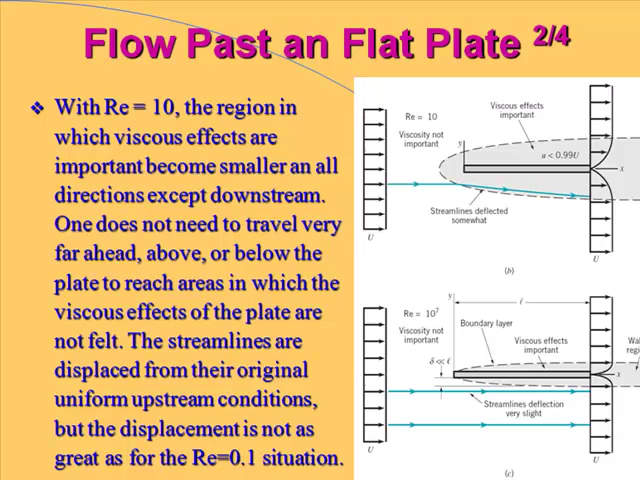 Flow Past an Flat Plate 2/4
With Re = 10, the region in
which viscous effects are
important become smaller an all
directions except downstream.
One does not need to travel very
far ahead, above, or below the
plate to reach areas in which the
viscous effects of the plate are
not felt. The streamlines are
displaced from their original
uniform upstream conditions,
but the displacement is not as
great as for the Re=0.1 situation.
Re = 10
Viscosity not
important
Viscous effects
important
y
u < 0.99U
x
Streamlines deflected
somewhat
U
U
(b)
y
ℓ
Re = 10⁷
Viscosity not
important
Boundary layer
Viscous effects
important
δ << ℓ
x
Streamlines deflection
very slight
U
U
(c)